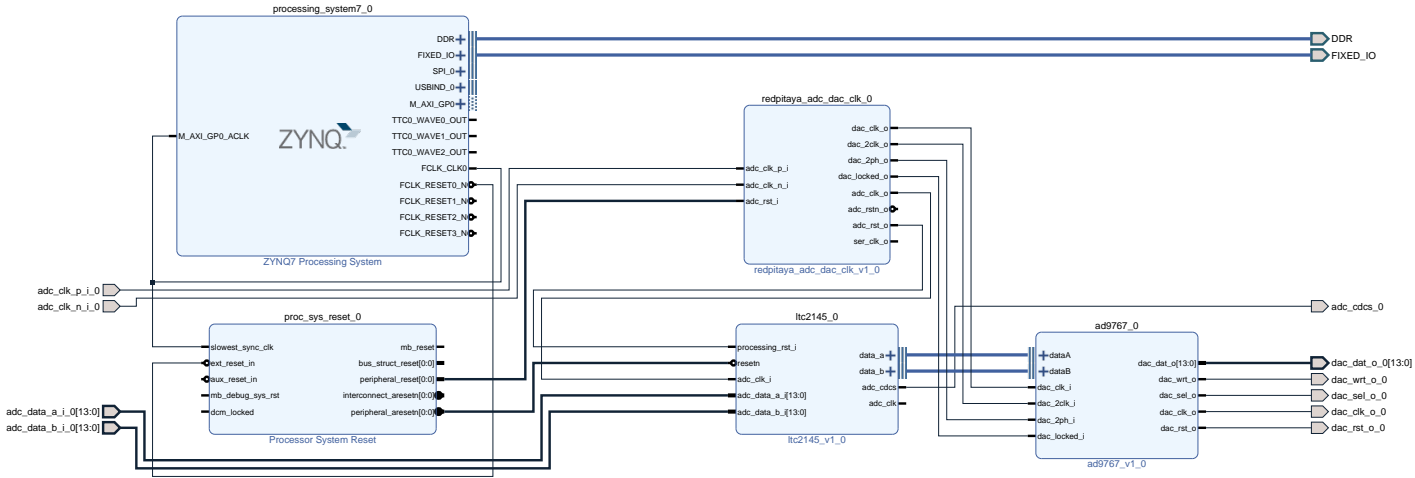 processing_system7_0
DDR
FIXED_IO
SPI_0
USBIND_0
M_AXI_GP0
TTC0_WAVE0_OUT
TTC0_WAVE1_OUT
TTC0_WAVE2_OUT
FCLK_CLK0
FCLK_RESET0_N
FCLK_RESET1_N
FCLK_RESET2_N
FCLK_RESET3_N
M_AXI_GP0_ACLK
ZYNQ
ZYNQ7 Processing System
DDR
FIXED_IO
redpitaya_adc_dac_clk_0
adc_clk_p_i
adc_clk_n_i
adc_rst_i
dac_clk_o
dac_2clk_o
dac_2ph_o
dac_locked_o
adc_clk_o
adc_rstn_o
adc_rst_o
ser_clk_o
redpitaya_adc_dac_clk_v1_0
adc_clk_p_i_0
adc_clk_n_i_0
adc_data_a_i_0[13:0]
adc_data_b_i_0[13:0]
proc_sys_reset_0
slowest_sync_clk
ext_reset_in
aux_reset_in
mb_debug_sys_rst
dcm_locked
mb_reset
bus_struct_reset[0:0]
peripheral_reset[0:0]
interconnect_aresetn[0:0]
peripheral_aresetn[0:0]
Processor System Reset
ltc2145_0
processing_rst_i
resetn
adc_clk_i
adc_data_a_i[13:0]
adc_data_b_i[13:0]
data_a
data_b
adc_cdcs
adc_clk
ltc2145_v1_0
ad9767_0
dataA
dataB
dac_clk_i
dac_2clk_i
dac_2ph_i
dac_locked_i
dac_dat_o[13:0]
dac_wrt_o
dac_sel_o
dac_clk_o
dac_rst_o
ad9767_v1_0
adc_cdcs_0
dac_dat_o_0[13:0]
dac_wrt_o_0
dac_sel_o_0
dac_clk_o_0
dac_rst_o_0